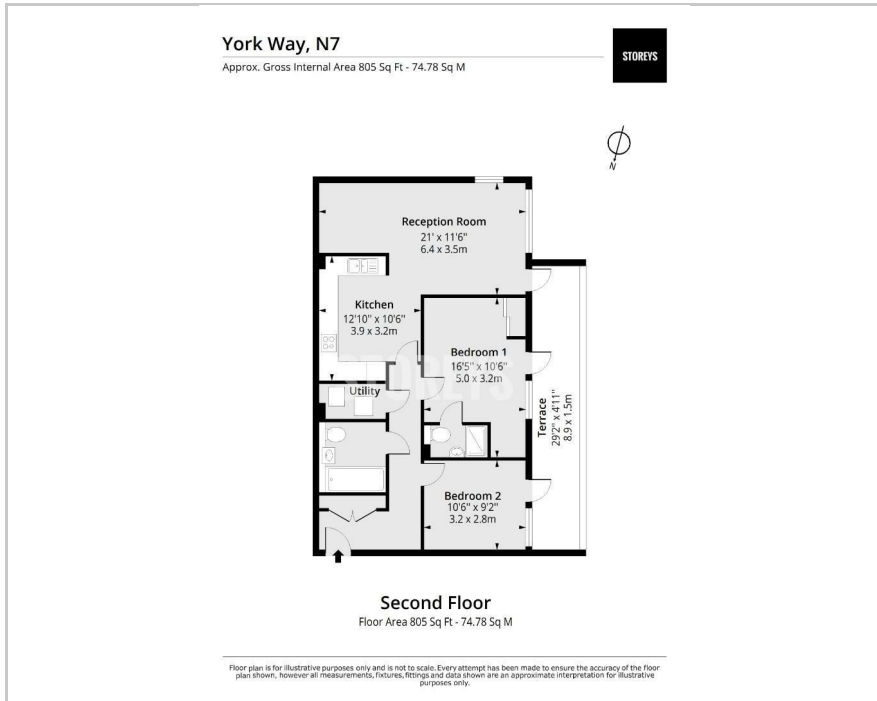 York Way, N7
Approx. Gross Internal Area 805 Sq Ft - 74.78 Sq M
STOREYS
N
Reception Room
21' x 11'6"
6.4 x 3.5m
Kitchen
12'10" x 10'6"
3.9 x 3.2m
Bedroom 1
16'5" x 10'6"
5.0 x 3.2m
STOREYS
Utility
Terrace
29'2" x 4'11"
8.9 x 1.5m
Bedroom 2
10'6" x 9'2"
3.2 x 2.8m
Second Floor
Floor Area 805 Sq Ft - 74.78 Sq M
Floor plan is for illustrative purposes only and is not to scale. Every attempt has been made to ensure the accuracy of the floor
plan shown, however all measurements, fixtures, fittings and data shown are an approximate interpretation for illustrative
purposes only.